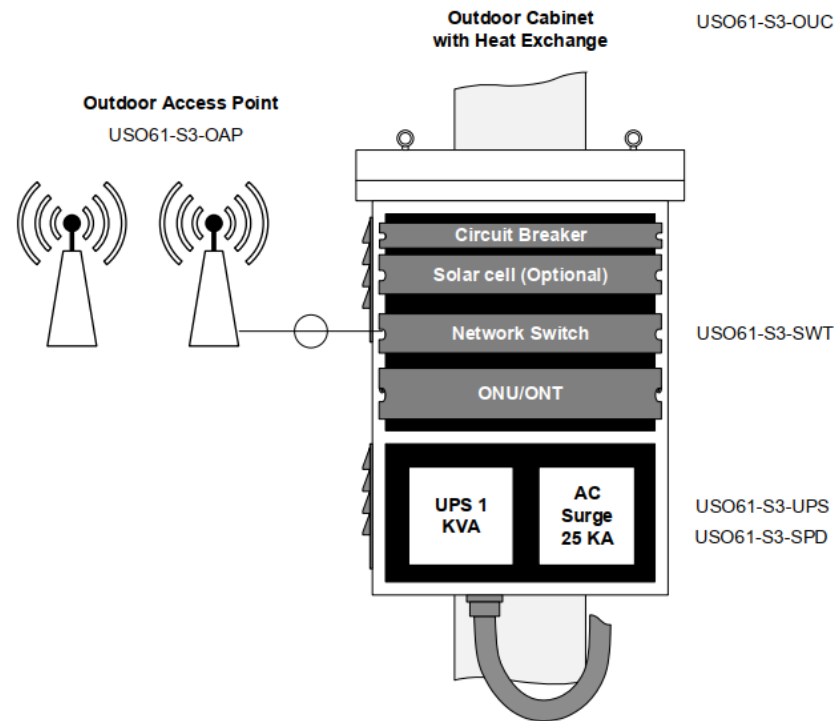 Outdoor Cabinet
with Heat Exchange
USO61-S3-OUC
Outdoor Access Point
USO61-S3-OAP
Circuit Breaker
Solar cell (Optional)
Network Switch
USO61-S3-SWT
ONU/ONT
UPS 1
KVA
AC
Surge
25 KA
USO61-S3-UPS
USO61-S3-SPD